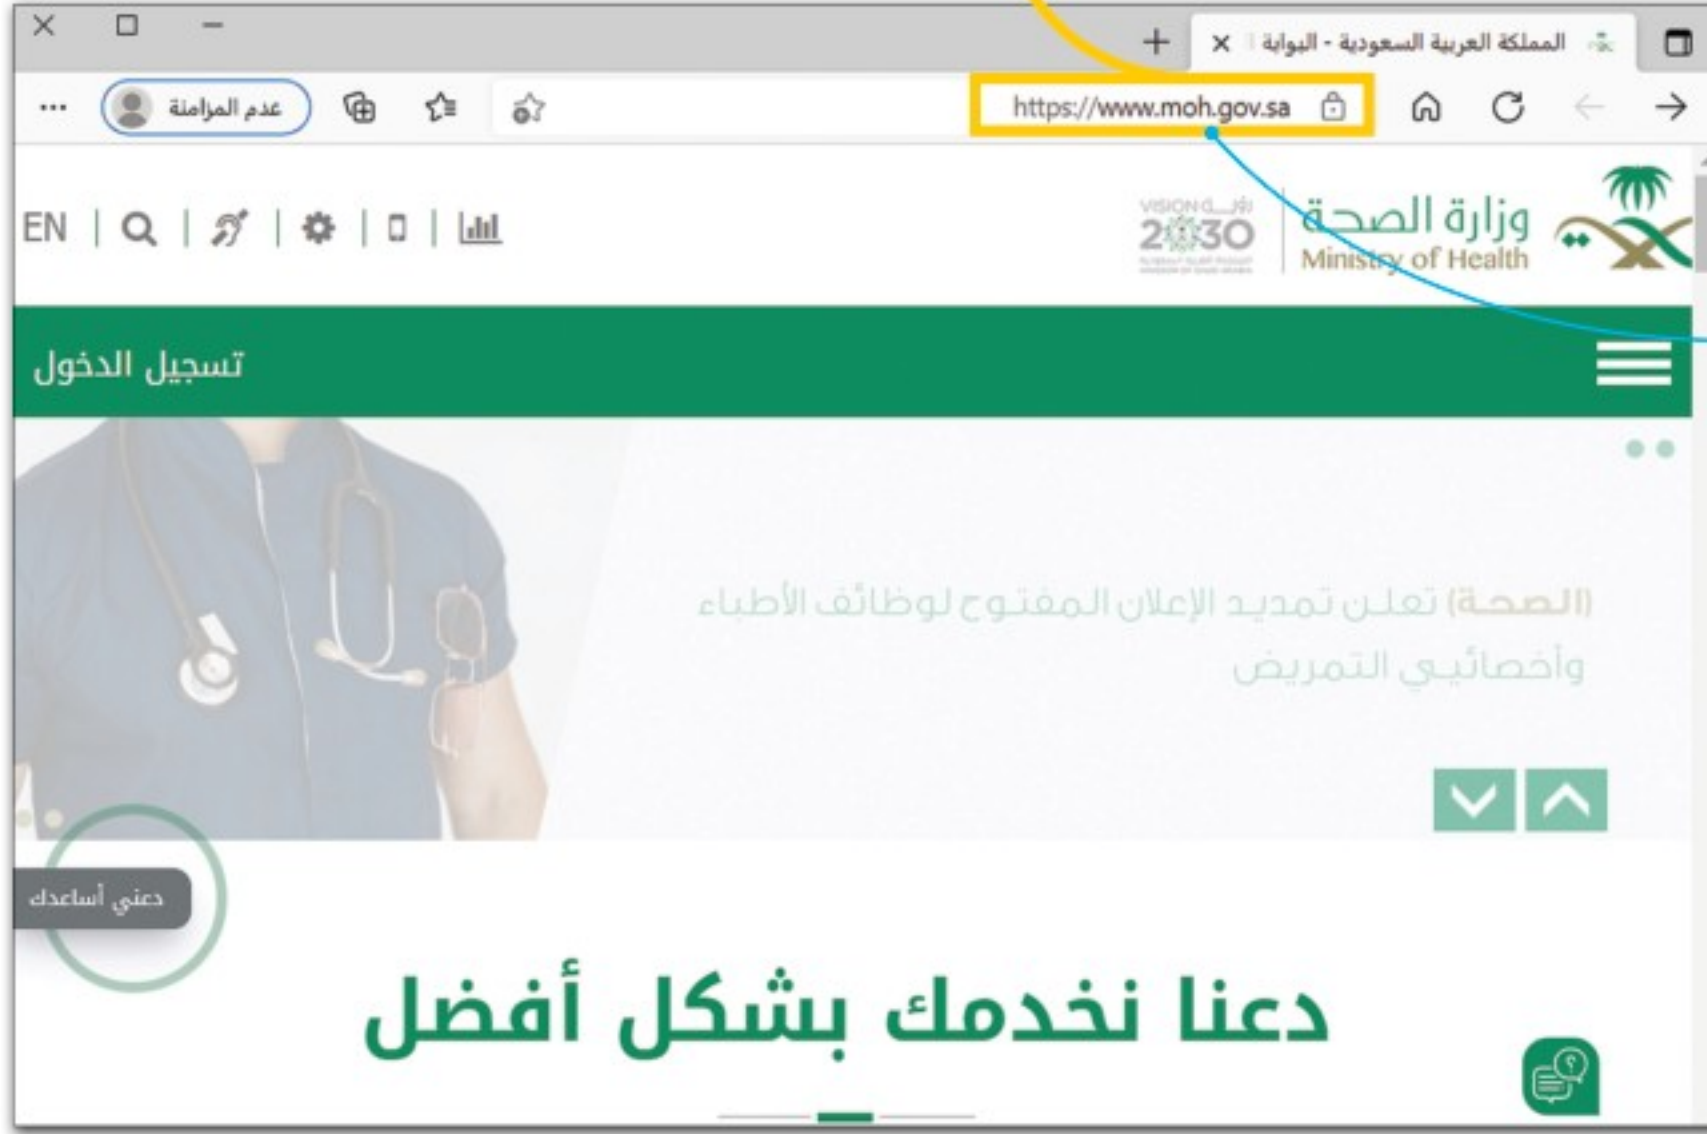 المملكة العربية السعودية - البوابة
https://www.moh.gov.sa
عدم المزامنة
وزارة الصحة
Ministry of Health
VISION رؤية
2030
EN
تسجيل الدخول
(الصحة) تعلن تمديد الإعلان المفتوح لوظائف الأطباء
وأخصائيي التمريض
دعني أساعدك
دعنا نخدمك بشكل أفضل